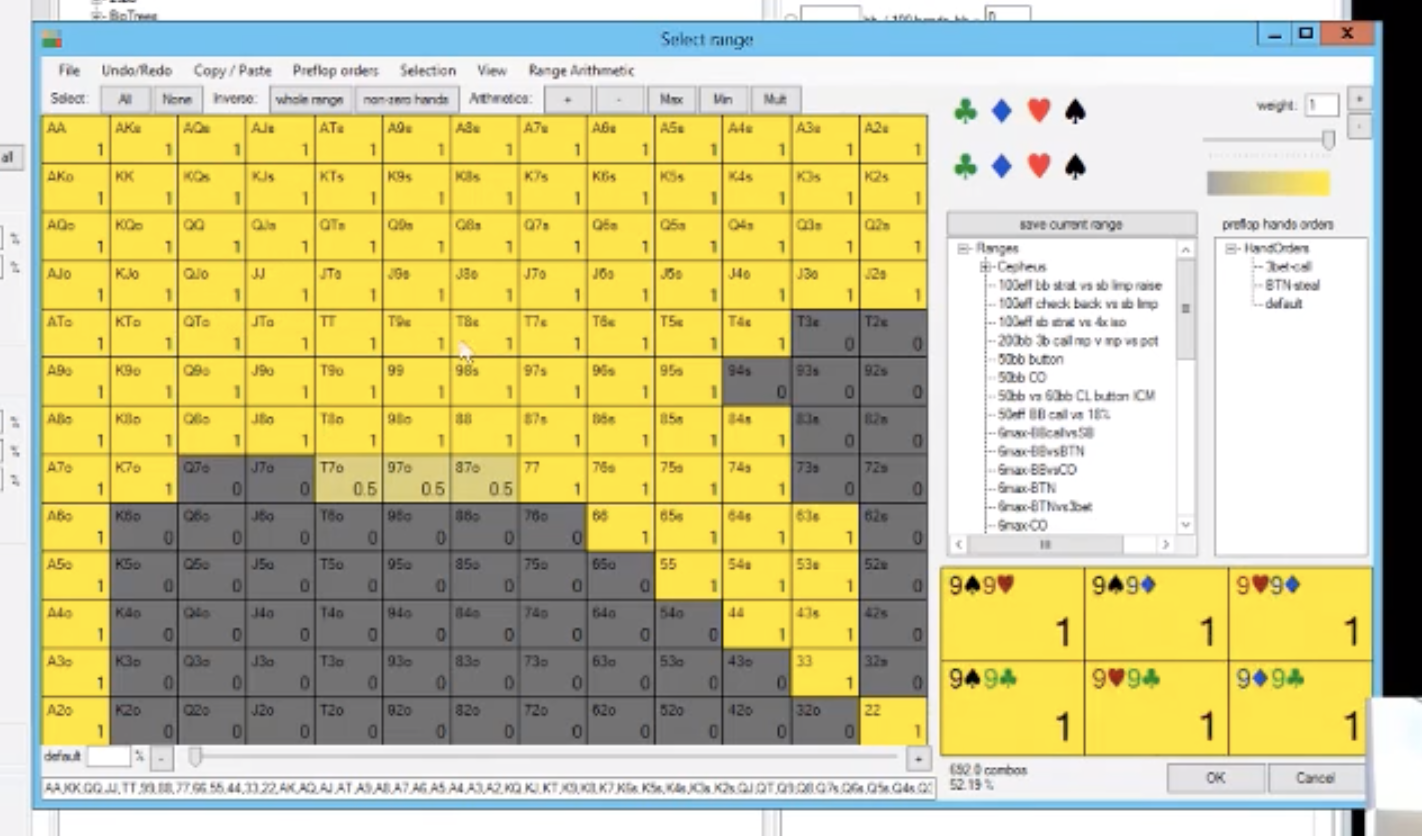 BigTrees
bb / 100 hands, bb = 0
Select range
File Undo/Redo Copy / Paste Preflop orders Selection View Range Arithmetic
Select: All None Inverse: whole range non-zero hands Arithmetics: + - Max Min Mult
weight: 1 +
-
all
AA 1 AKs 1 AQs 1 AJs 1 ATs 1 A9s 1 A8s 1 A7s 1 A6s 1 A5s 1 A4s 1 A3s 1 A2s 1
AKo 1 KK 1 KQs 1 KJs 1 KTs 1 K9s 1 K8s 1 K7s 1 K6s 1 K5s 1 K4s 1 K3s 1 K2s 1
AQo 1 KQo 1 QQ 1 QJs 1 QTs 1 Q9s 1 Q8s 1 Q7s 1 Q6s 1 Q5s 1 Q4s 1 Q3s 1 Q2s 1
AJo 1 KJo 1 QJo 1 JJ 1 JTs 1 J9s 1 J8s 1 J7s 1 J6s 1 J5s 1 J4s 1 J3s 1 J2s 1
ATo 1 KTo 1 QTo 1 JTo 1 TT 1 T9s 1 T8s 1 T7s 1 T6s 1 T5s 1 T4s 1 T3s 0 T2s 0
A9o 1 K9o 1 Q9o 1 J9o 1 T9o 1 99 1 98s 1 97s 1 96s 1 95s 1 94s 0 93s 0 92s 0
A8o 1 K8o 1 Q8o 1 J8o 1 T8o 1 98o 1 88 1 87s 1 86s 1 85s 1 84s 1 83s 0 82s 0
A7o 1 K7o 1 Q7o 0 J7o 0 T7o 0.5 97o 0.5 87o 0.5 77 1 76s 1 75s 1 74s 1 73s 0 72s 0
A6o 1 K6o 0 Q6o 0 J6o 0 T6o 0 96o 0 86o 0 76o 0 66 1 65s 1 64s 1 63s 1 62s 0
A5o 1 K5o 0 Q5o 0 J5o 0 T5o 0 95o 0 85o 0 75o 0 65o 0 55 1 54s 1 53s 1 52s 0
A4o 1 K4o 0 Q4o 0 J4o 0 T4o 0 94o 0 84o 0 74o 0 64o 0 54o 0 44 1 43s 1 42s 0
A3o 1 K3o 0 Q3o 0 J3o 0 T3o 0 93o 0 83o 0 73o 0 63o 0 53o 0 43o 0 33 1 32s 0
A2o 1 K2o 0 Q2o 0 J2o 0 T2o 0 92o 0 82o 0 72o 0 62o 0 52o 0 42o 0 32o 0 22 1
save current range
Ranges
Cepheus
100eff bb strat vs sb limp raise
100eff check back vs sb limp
100eff sb strat vs 4x iso
200bb 3b call mp v mp vs pot
50bb button
50bb CO
50bb vs 60bb CL button ICM
50eff BB call vs 18%
6max-BBcallvsSB
6max-BBvsBTN
6max-BBvsCO
6max-BTN
6max-BTNvs3bet
6max-CO
preflop hands orders
HandOrders
3bet-call
BTN-steal
default
9♠9♥ 1 9♠9♦ 1 9♥9♦ 1
9♠9♣ 1 9♥9♣ 1 9♦9♣ 1
default % - +
AA,KK,QQ,JJ,TT,99,88,77,66,55,44,33,22,AK,AQ,AJ,AT,A9,A8,A7,A6,A5,A4,A3,A2,KQ,KJ,KT,K9,K8,K7,K6s,K5s,K4s,K3s,K2s,QJ,QT,Q9,Q8,Q7s,Q6s,Q5s,Q4s,
692.0 combos
52.19 %
OK Cancel